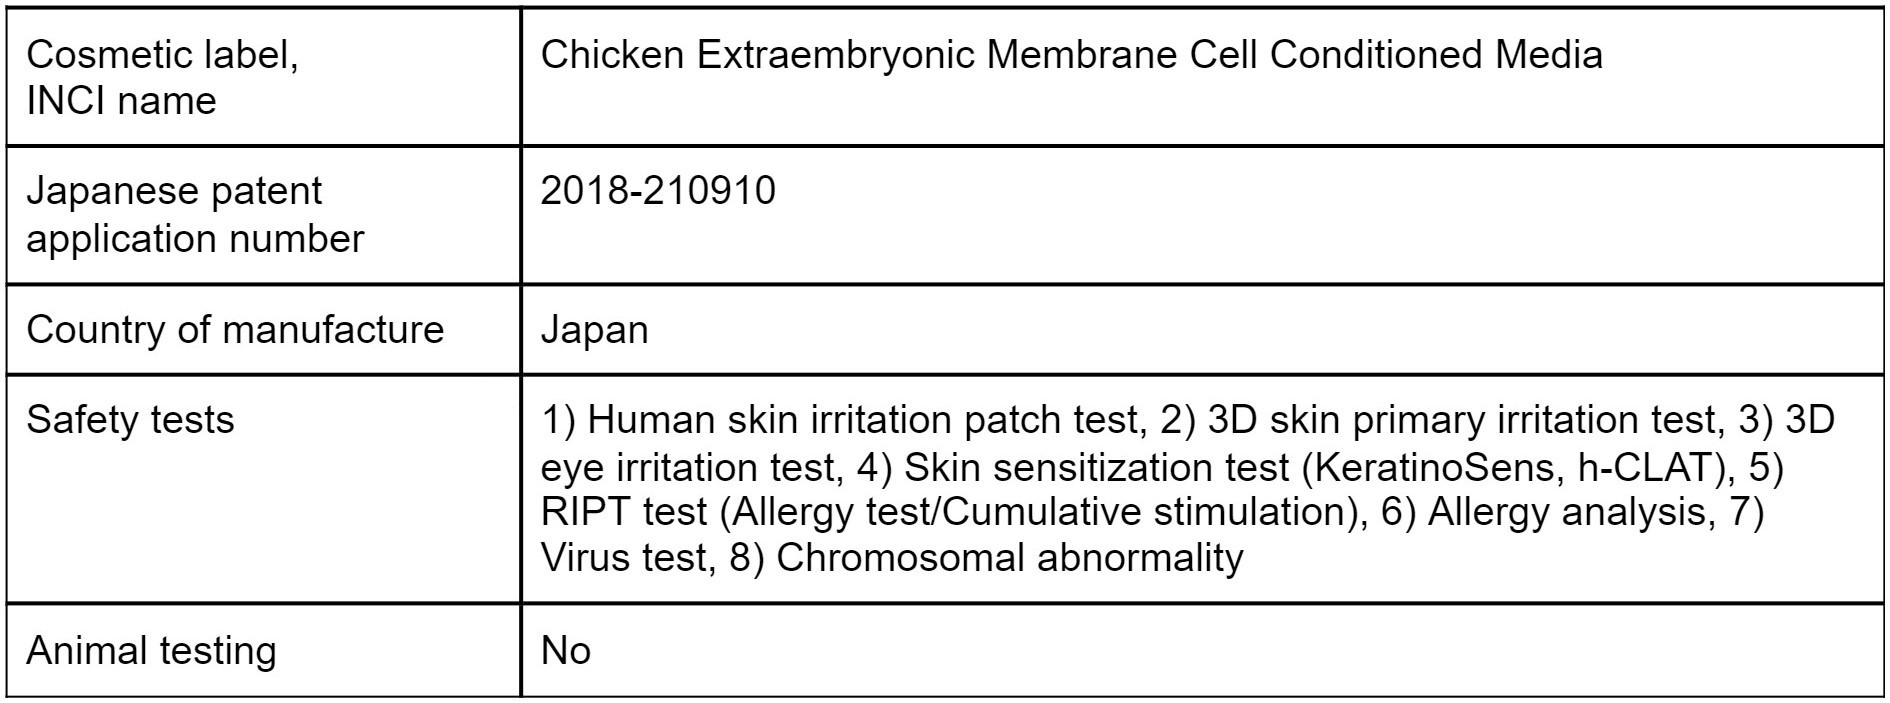 Cosmetic label,
INCI name
Chicken Extraembryonic Membrane Cell Conditioned Media
Japanese patent
application number
2018-210910
Country of manufacture
Japan
Safety tests
1) Human skin irritation patch test, 2) 3D skin primary irritation test, 3) 3D
eye irritation test, 4) Skin sensitization test (KeratinoSens, h-CLAT), 5)
RIPT test (Allergy test/Cumulative stimulation), 6) Allergy analysis, 7)
Virus test, 8) Chromosomal abnormality
Animal testing
No